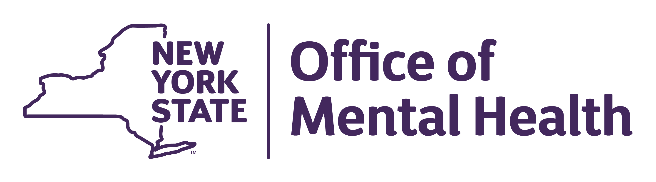 NEW
YORK
STATE
Office of
Mental Health